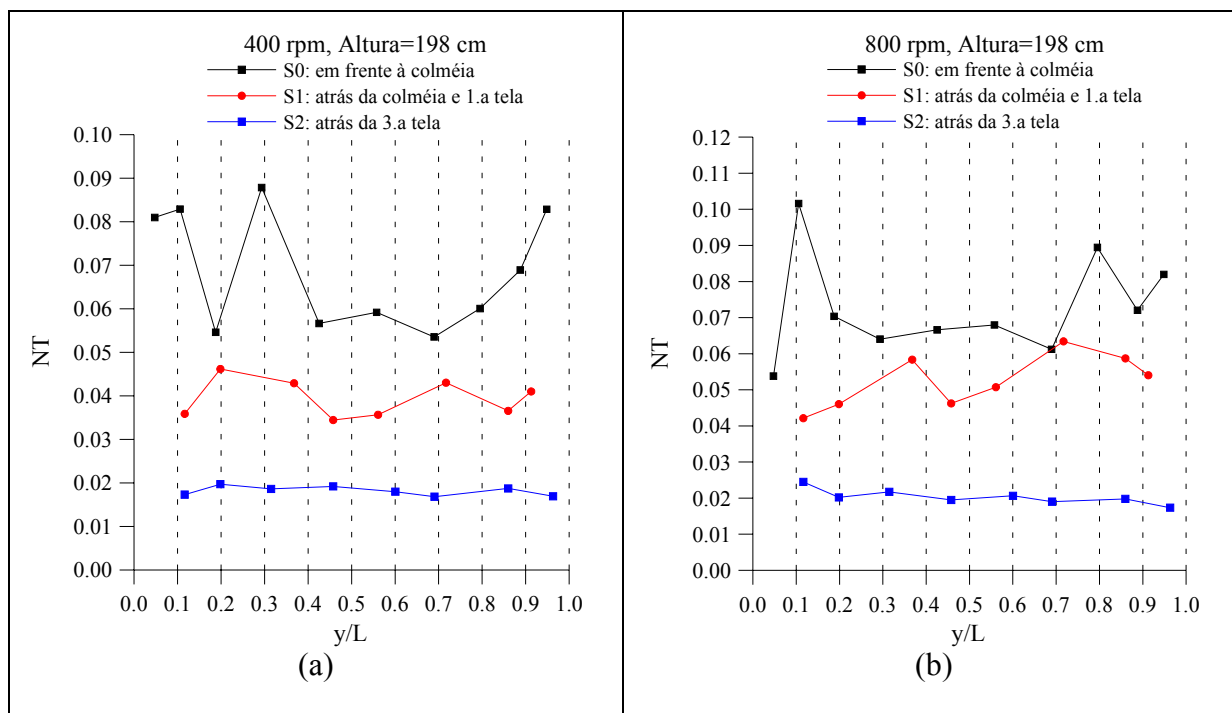 400 rpm, Altura=198 cm
S0: em frente à colméia
S1: atrás da colméia e 1.a tela
S2: atrás da 3.a tela
0.10
0.09
0.08
0.07
0.06
0.05
0.04
0.03
0.02
0.01
0.00
NT
0.0 0.1 0.2 0.3 0.4 0.5 0.6 0.7 0.8 0.9 1.0
y/L
(a)
800 rpm, Altura=198 cm
S0: em frente à colméia
S1: atrás da colméia e 1.a tela
S2: atrás da 3.a tela
0.12
0.11
0.10
0.09
0.08
0.07
0.06
0.05
0.04
0.03
0.02
0.01
0.00
NT
0.0 0.1 0.2 0.3 0.4 0.5 0.6 0.7 0.8 0.9 1.0
y/L
(b)